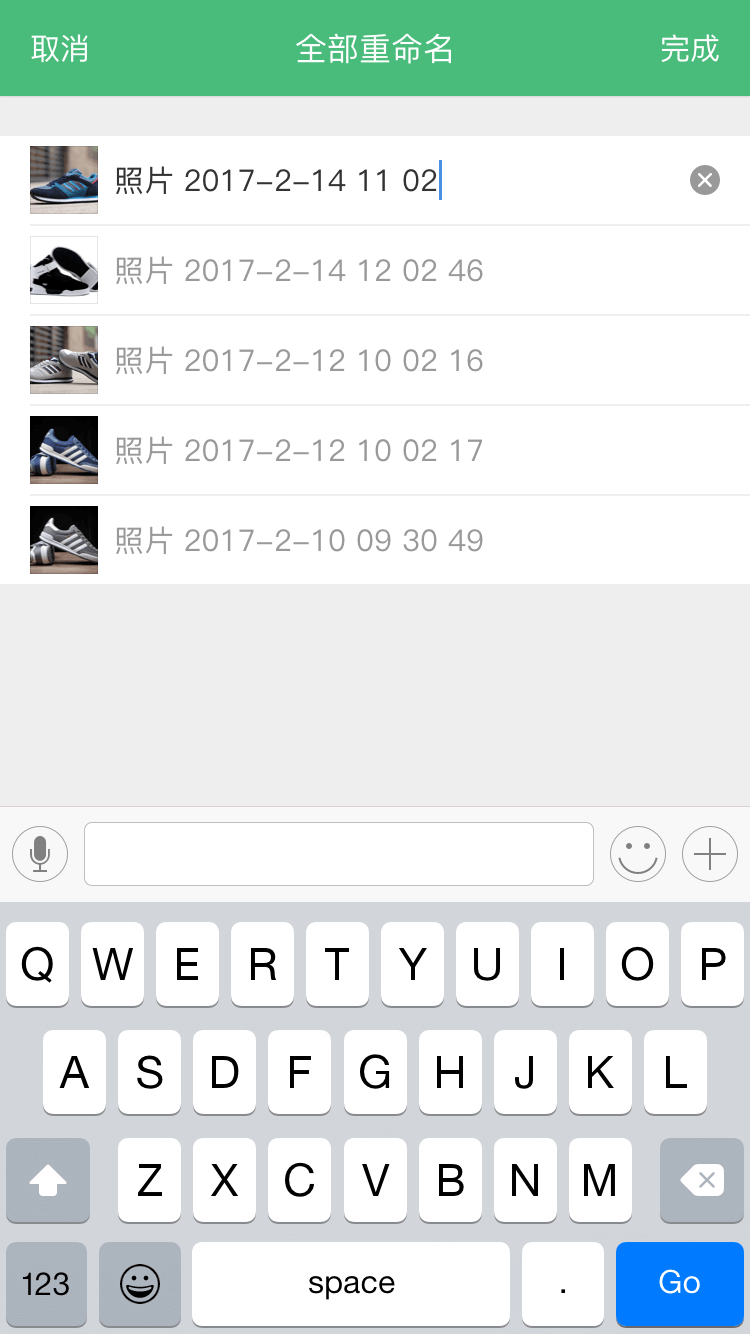 取消 全部重命名 完成
照片 2017-2-14 11 02
照片 2017-2-14 12 02 46
照片 2017-2-12 10 02 16
照片 2017-2-12 10 02 17
照片 2017-2-10 09 30 49
Q W E R T Y U I O P
A S D F G H J K L
Z X C V B N M
123 space . Go